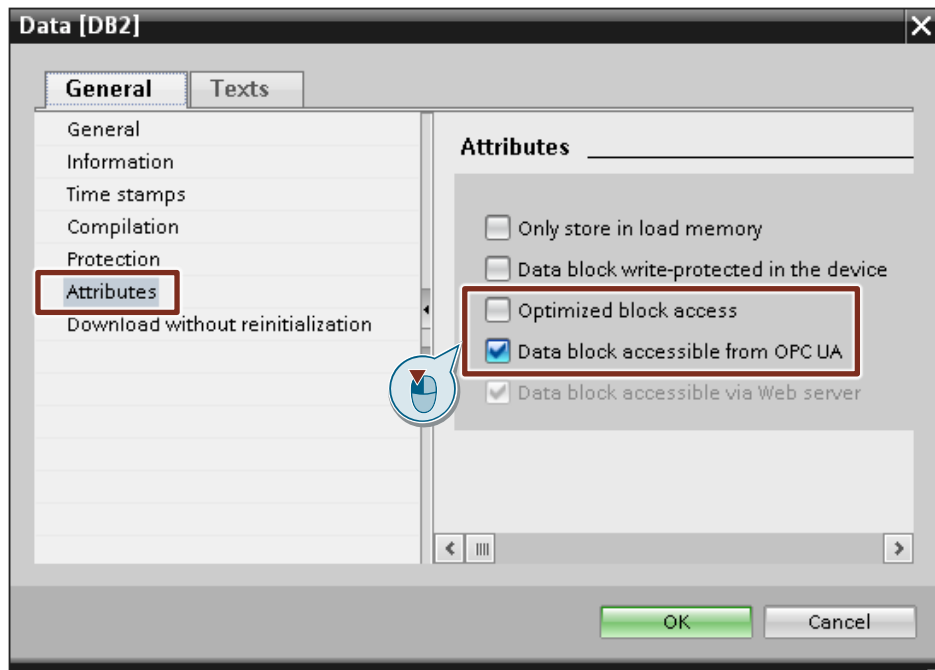 Data [DB2]
General
Texts
General
Information
Time stamps
Compilation
Protection
Attributes
Download without reinitialization
Attributes
Only store in load memory
Data block write-protected in the device
Optimized block access
Data block accessible from OPC UA
Data block accessible via Web server
OK
Cancel